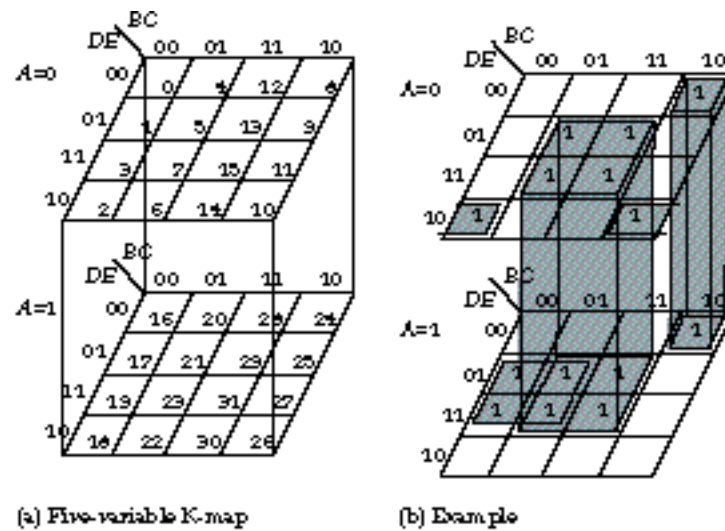 BC
DE 00 01 11 10
A=0
00 0 4 12 8
01 1 5 13 9
11 3 7 15 11
10 2 6 14 10
BC
DE 00 01 11 10
A=1
00 16 20 28 24
01 17 21 29 25
11 19 23 31 27
10 18 22 30 26
(a) Five-variable K-map
BC
DE 00 01 11 10
A=0
00 1
01 1 1
11 1 1
10 1 1
BC
DE 00 01 11 10
A=1
00 1
01 1 1 1
11 1 1 1
10
(b) Example